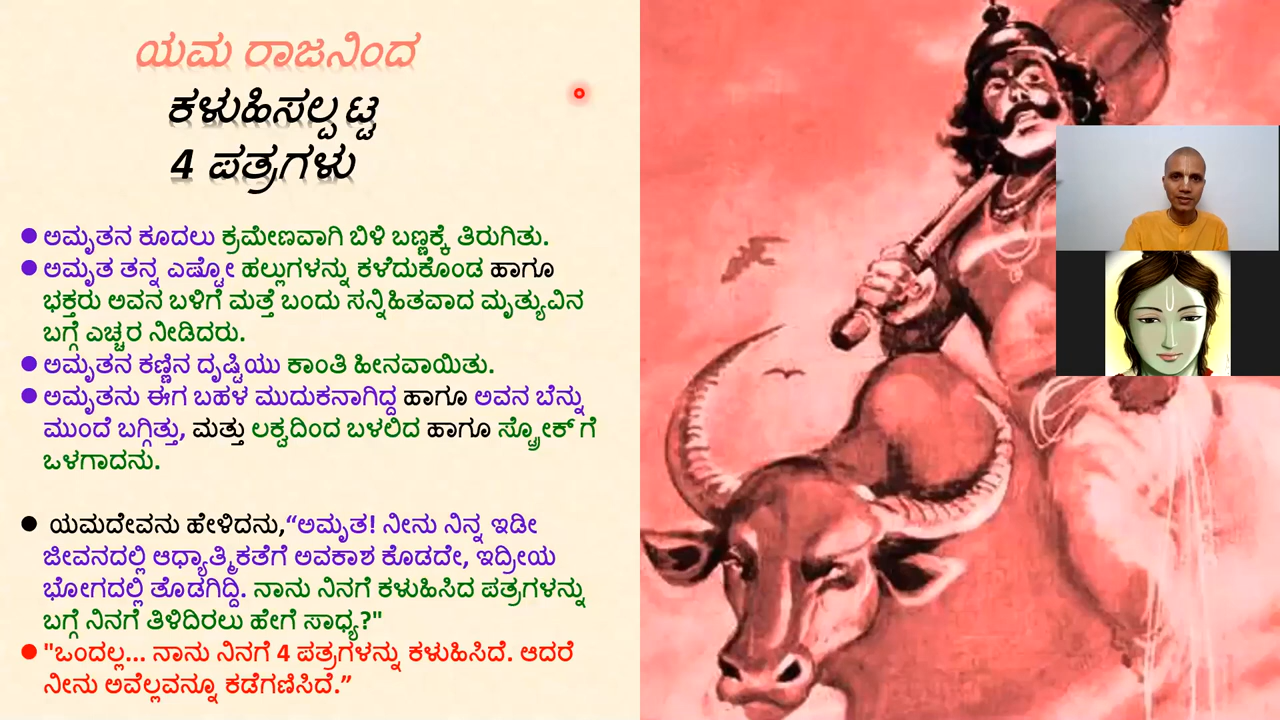 ಯಮ ರಾಜನಿಂದ
ಕಳುಹಿಸಲ್ಪಟ್ಟ
4 ಪತ್ರಗಳು
● ಅಮೃತನ ಕೂದಲು ಕ್ರಮೇಣವಾಗಿ ಬಿಳಿ ಬಣ್ಣಕ್ಕೆ ತಿರುಗಿತು.
● ಅಮೃತ ತನ್ನ ಎಷ್ಟೋ ಹಲ್ಲುಗಳನ್ನು ಕಳೆದುಕೊಂಡ ಹಾಗೂ
ಭಕ್ತರು ಅವನ ಬಳಿಗೆ ಮತ್ತೆ ಬಂದು ಸನ್ನಿಹಿತವಾದ ಮೃತ್ಯುವಿನ
ಬಗ್ಗೆ ಎಚ್ಚರ ನೀಡಿದರು.
● ಅಮೃತನ ಕಣ್ಣಿನ ದೃಷ್ಟಿಯು ಕಾಂತಿ ಹೀನವಾಯಿತು.
● ಅಮೃತನು ಈಗ ಬಹಳ ಮುದುಕನಾಗಿದ್ದ ಹಾಗೂ ಅವನ ಬೆನ್ನು
ಮುಂದೆ ಬಗ್ಗಿತ್ತು, ಮತ್ತು ಲಕ್ವದಿಂದ ಬಳಲಿದ ಹಾಗೂ ಸ್ಟ್ರೋಕ್ ಗೆ
ಒಳಗಾದನು.
● ಯಮದೇವನು ಹೇಳಿದನು,“ಅಮೃತ! ನೀನು ನಿನ್ನ ಇಡೀ
ಜೀವನದಲ್ಲಿ ಆಧ್ಯಾತ್ಮಿಕತೆಗೆ ಅವಕಾಶ ಕೊಡದೇ, ಇದ್ರೀಯ
ಭೋಗದಲ್ಲಿ ತೊಡಗಿದ್ದಿ. ನಾನು ನಿನಗೆ ಕಳುಹಿಸಿದ ಪತ್ರಗಳನ್ನು
ಬಗ್ಗೆ ನಿನಗೆ ತಿಳಿದಿರಲು ಹೇಗೆ ಸಾಧ್ಯ?"
● "ಒಂದಲ್ಲ... ನಾನು ನಿನಗೆ 4 ಪತ್ರಗಳನ್ನು ಕಳುಹಿಸಿದೆ. ಆದರೆ
ನೀನು ಅವೆಲ್ಲವನ್ನೂ ಕಡೆಗಣಿಸಿದೆ.”